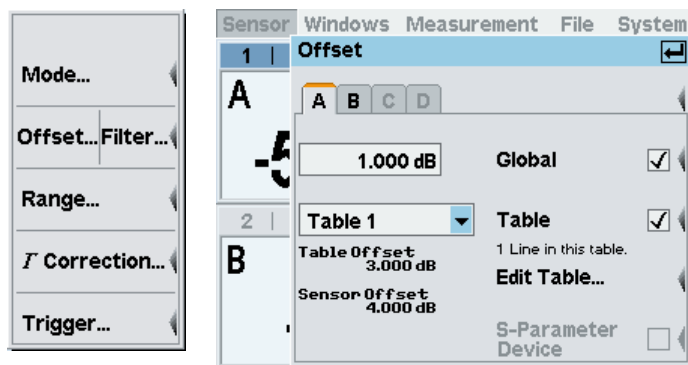 Mode...
Offset... Filter...
Range...
Γ Correction...
Trigger...
Sensor Windows Measurement File System
1 | Offset
A
A B C D
-5
1.000 dB Global
2 | Table 1 Table
B
Table Offset 1 Line in this table.
3.000 dB
Edit Table...
Sensor Offset
4.000 dB
S-Parameter
Device